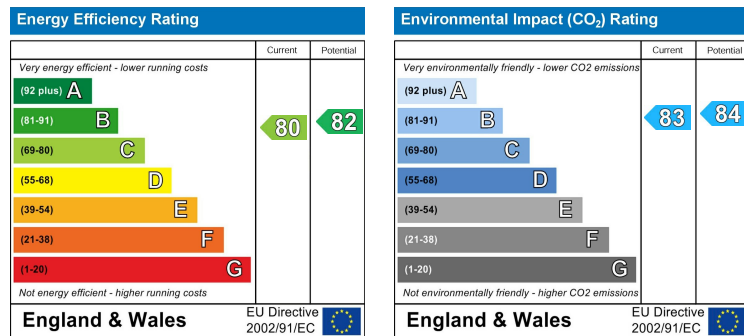 Energy Efficiency Rating
Current Potential
Very energy efficient - lower running costs
(92 plus) A
(81-91) B
(69-80) C
(55-68) D
(39-54) E
(21-38) F
(1-20) G
80 82
Not energy efficient - higher running costs
England & Wales
EU Directive
2002/91/EC
Environmental Impact (CO₂) Rating
Current Potential
Very environmentally friendly - lower CO2 emissions
(92 plus) A
(81-91) B
(69-80) C
(55-68) D
(39-54) E
(21-38) F
(1-20) G
83 84
Not environmentally friendly - higher CO2 emissions
England & Wales
EU Directive
2002/91/EC